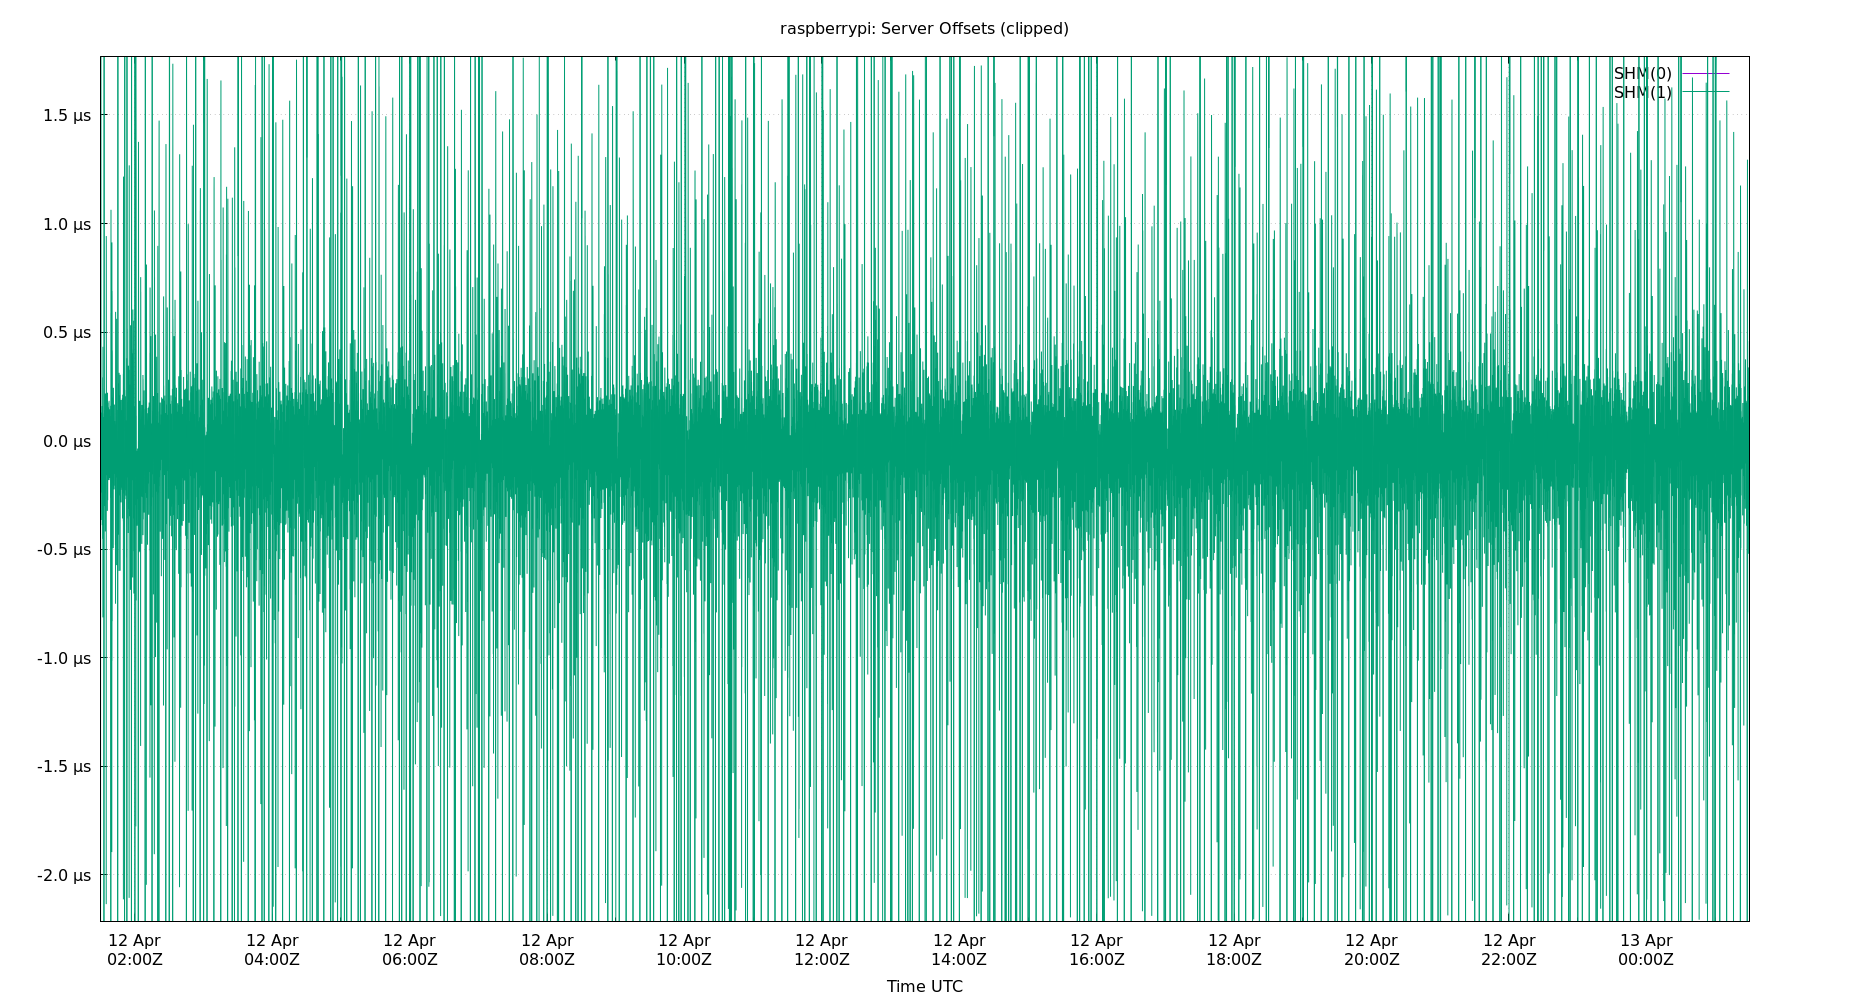 raspberrypi: Server Offsets (clipped)
SHM(0)
SHM(1)
1.5 μs
1.0 μs
0.5 μs
0.0 μs
-0.5 μs
-1.0 μs
-1.5 μs
-2.0 μs
12 Apr 12 Apr 12 Apr 12 Apr 12 Apr 12 Apr 12 Apr 12 Apr 12 Apr 12 Apr 12 Apr 13 Apr
02:00Z 04:00Z 06:00Z 08:00Z 10:00Z 12:00Z 14:00Z 16:00Z 18:00Z 20:00Z 22:00Z 00:00Z
Time UTC